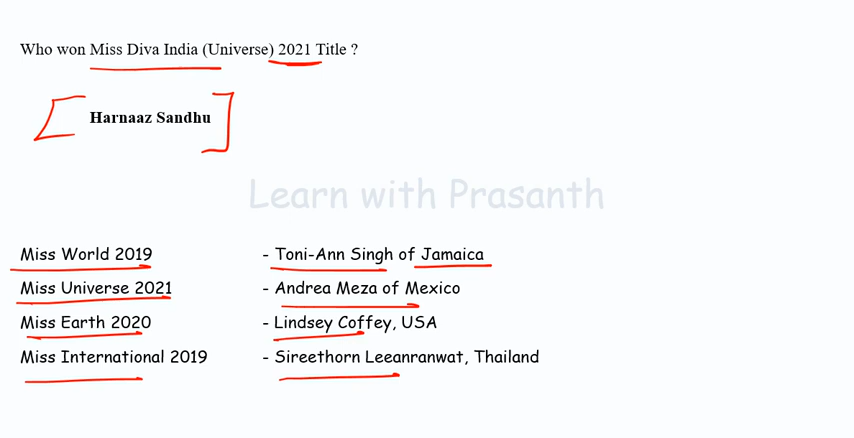 Who won Miss Diva India (Universe) 2021 Title ?
Harnaaz Sandhu
Learn with Prasanth
Miss World 2019 - Toni-Ann Singh of Jamaica
Miss Universe 2021 - Andrea Meza of Mexico
Miss Earth 2020 - Lindsey Coffey, USA
Miss International 2019 - Sireethorn Leeanranwat, Thailand